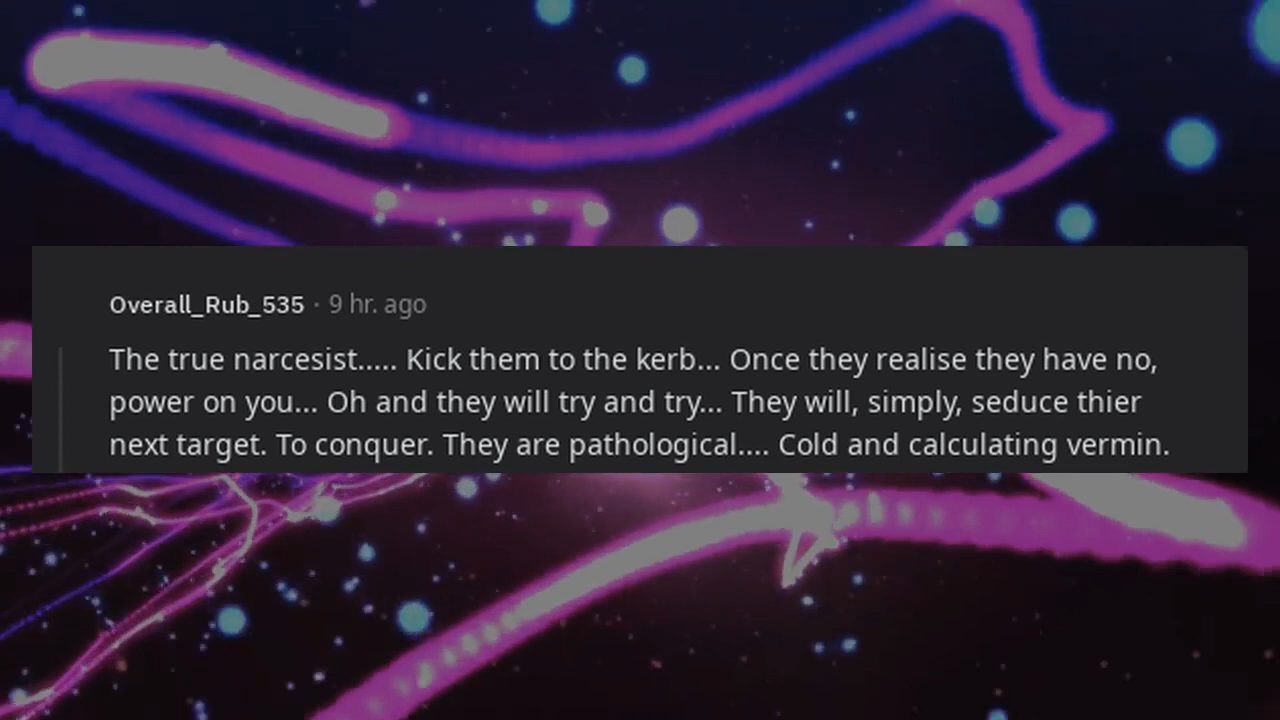 Overall_Rub_535 · 9 hr. ago
The true narcesist..... Kick them to the kerb... Once they realise they have no,
power on you... Oh and they will try and try... They will, simply, seduce thier
next target. To conquer. They are pathological.... Cold and calculating vermin.